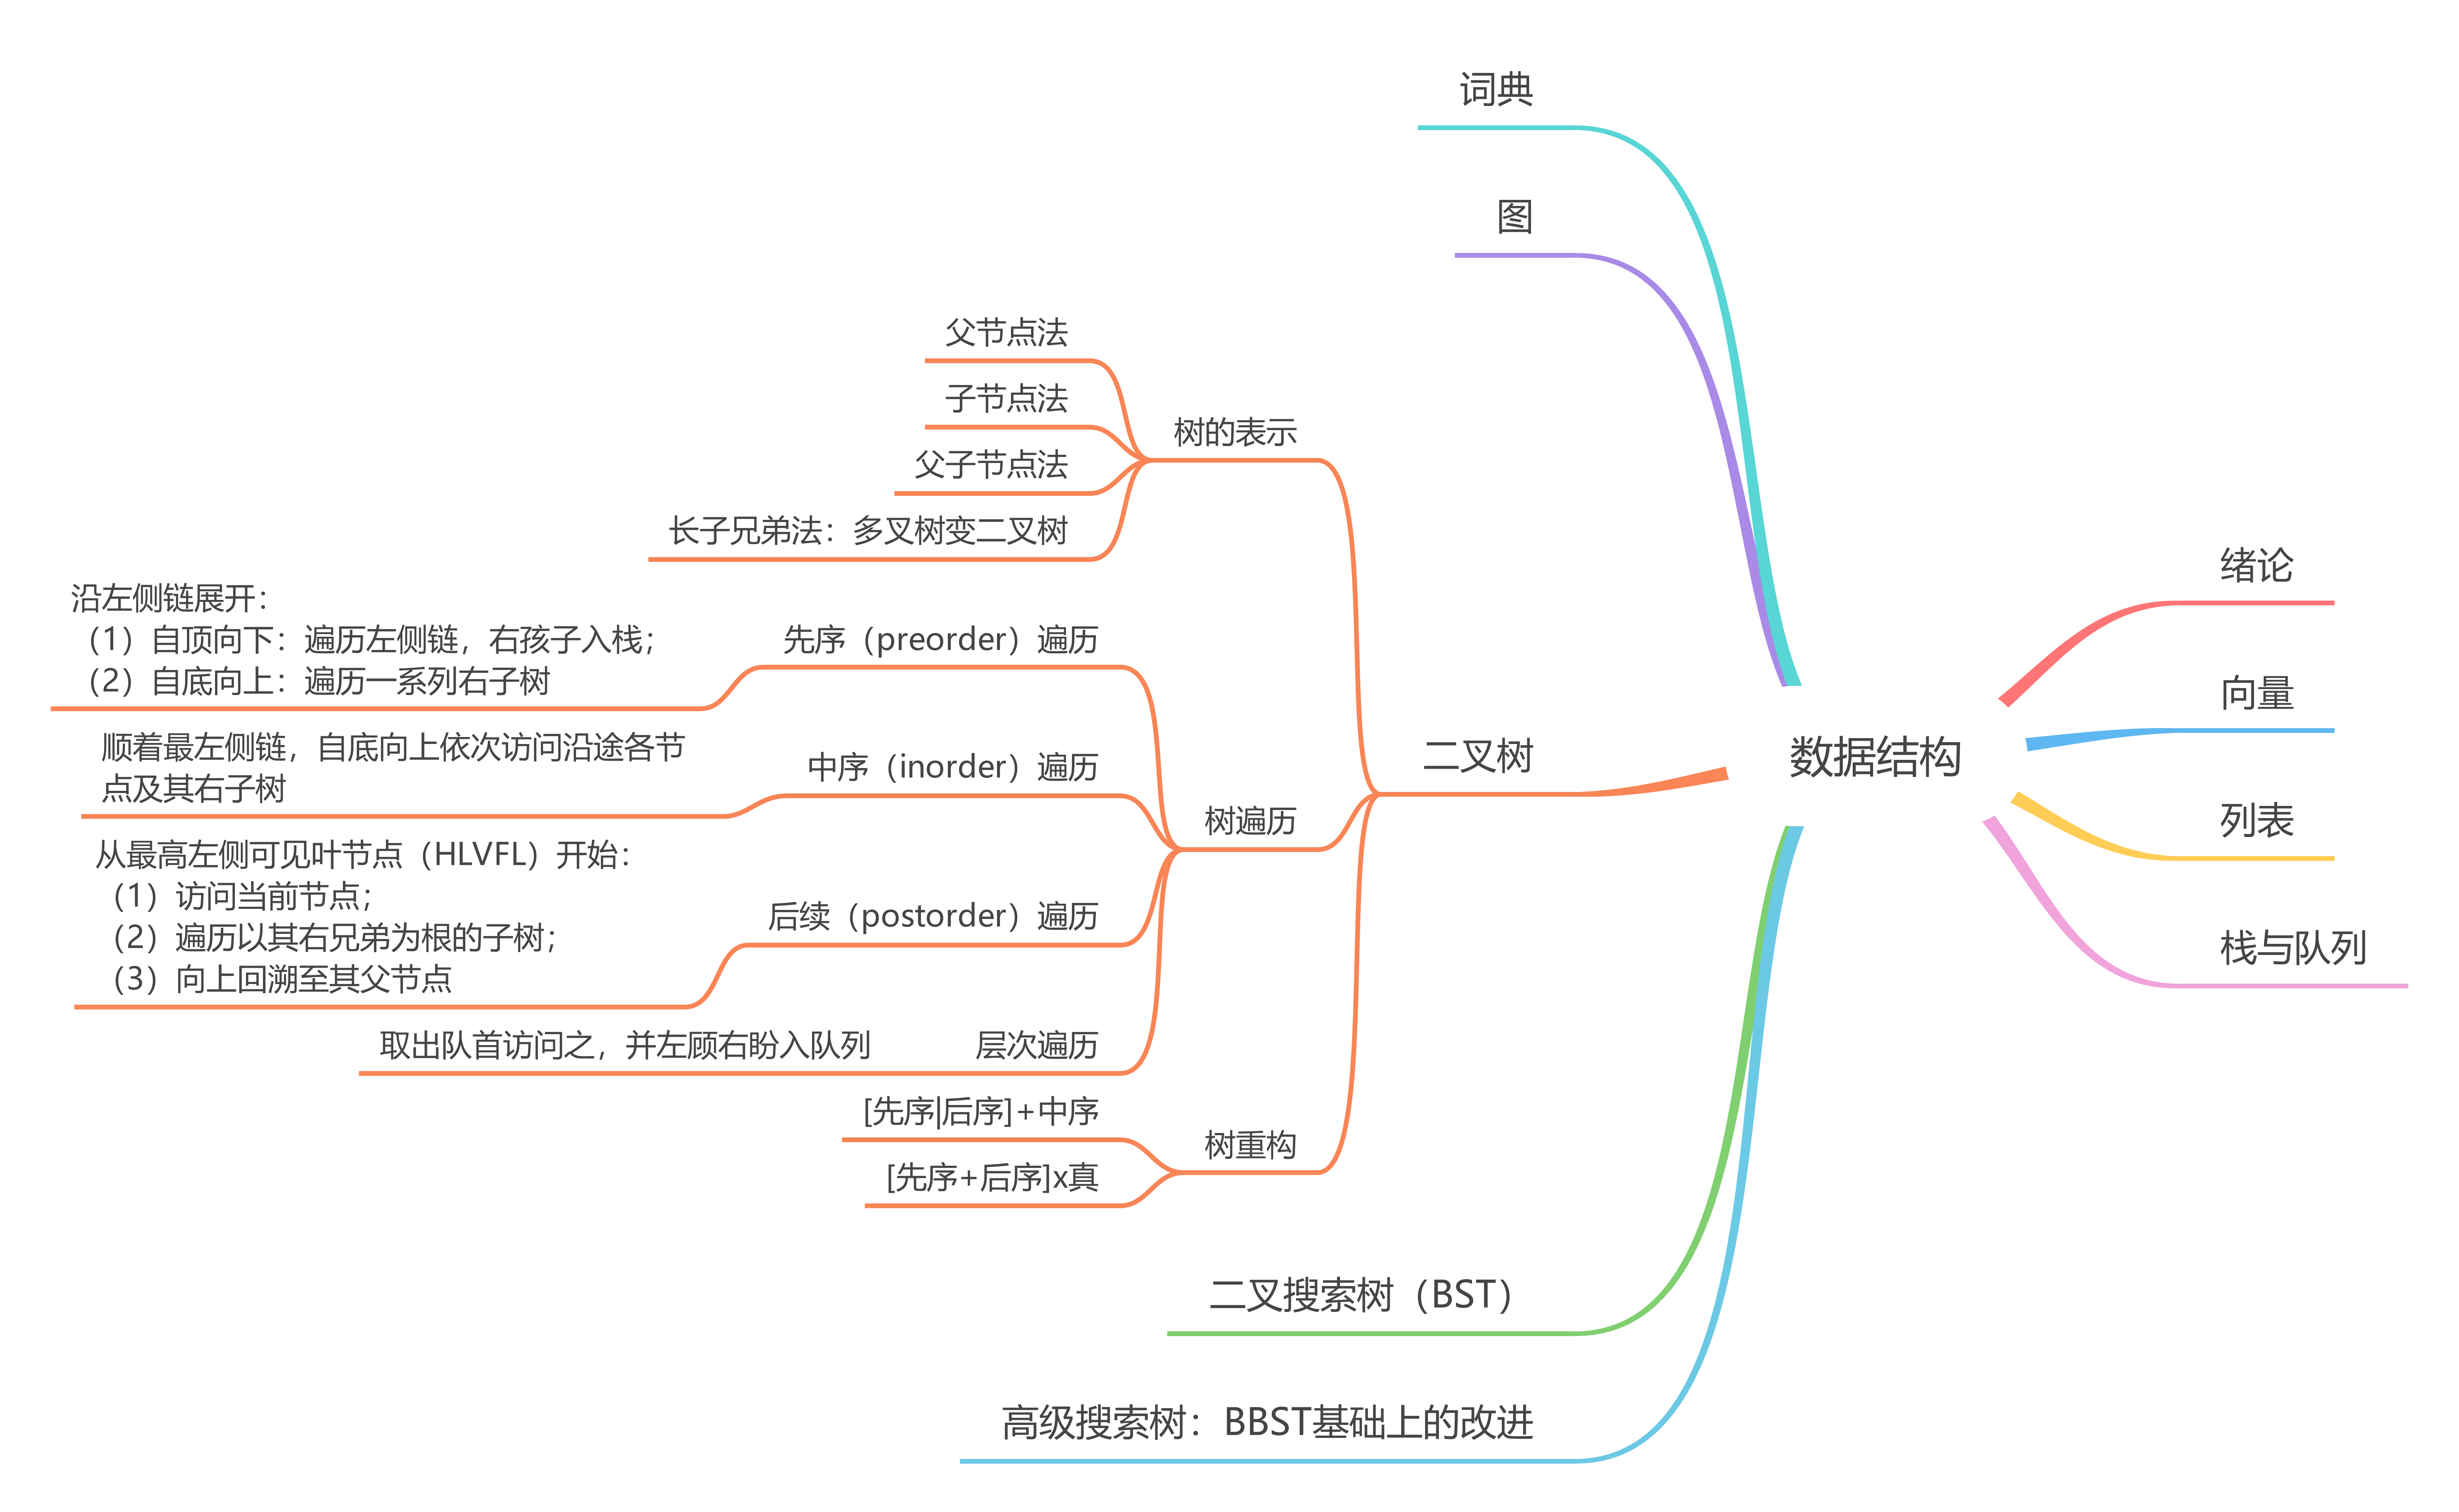 数据结构
绪论
向量
列表
栈与队列
词典
图
二叉树
树的表示
父节点法
子节点法
父子节点法
长子兄弟法：多叉树变二叉树
树遍历
先序（preorder）遍历
沿左侧链展开：
（1）自顶向下：遍历左侧链，右孩子入栈；
（2）自底向上：遍历一系列右子树
中序（inorder）遍历
顺着最左侧链，自底向上依次访问沿途各节
点及其右子树
后续（postorder）遍历
从最高左侧可见叶节点（HLVFL）开始：
（1）访问当前节点；
（2）遍历以其右兄弟为根的子树；
（3）向上回溯至其父节点
层次遍历
取出队首访问之，并左顾右盼入队列
树重构
[先序|后序]+中序
[先序+后序]x真
二叉搜索树（BST）
高级搜索树：BBST基础上的改进